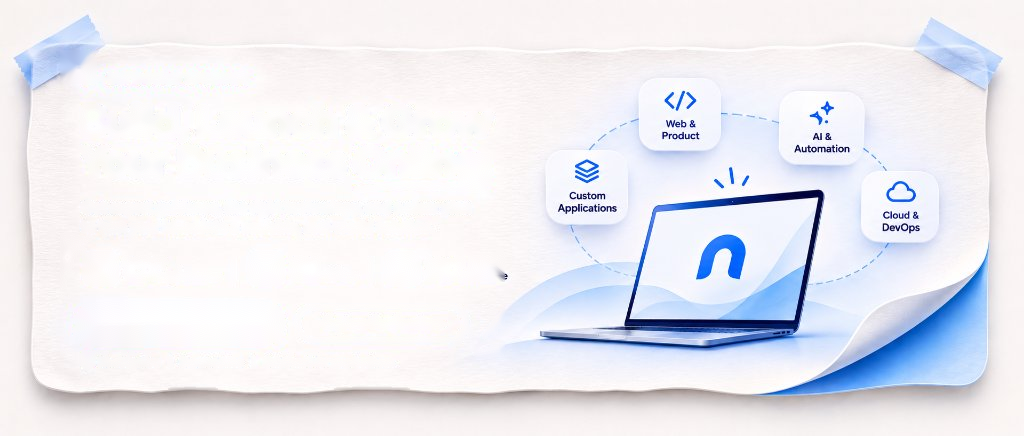 Web &
Product
AI &
Automation
Custom
Applications
Cloud &
DevOps